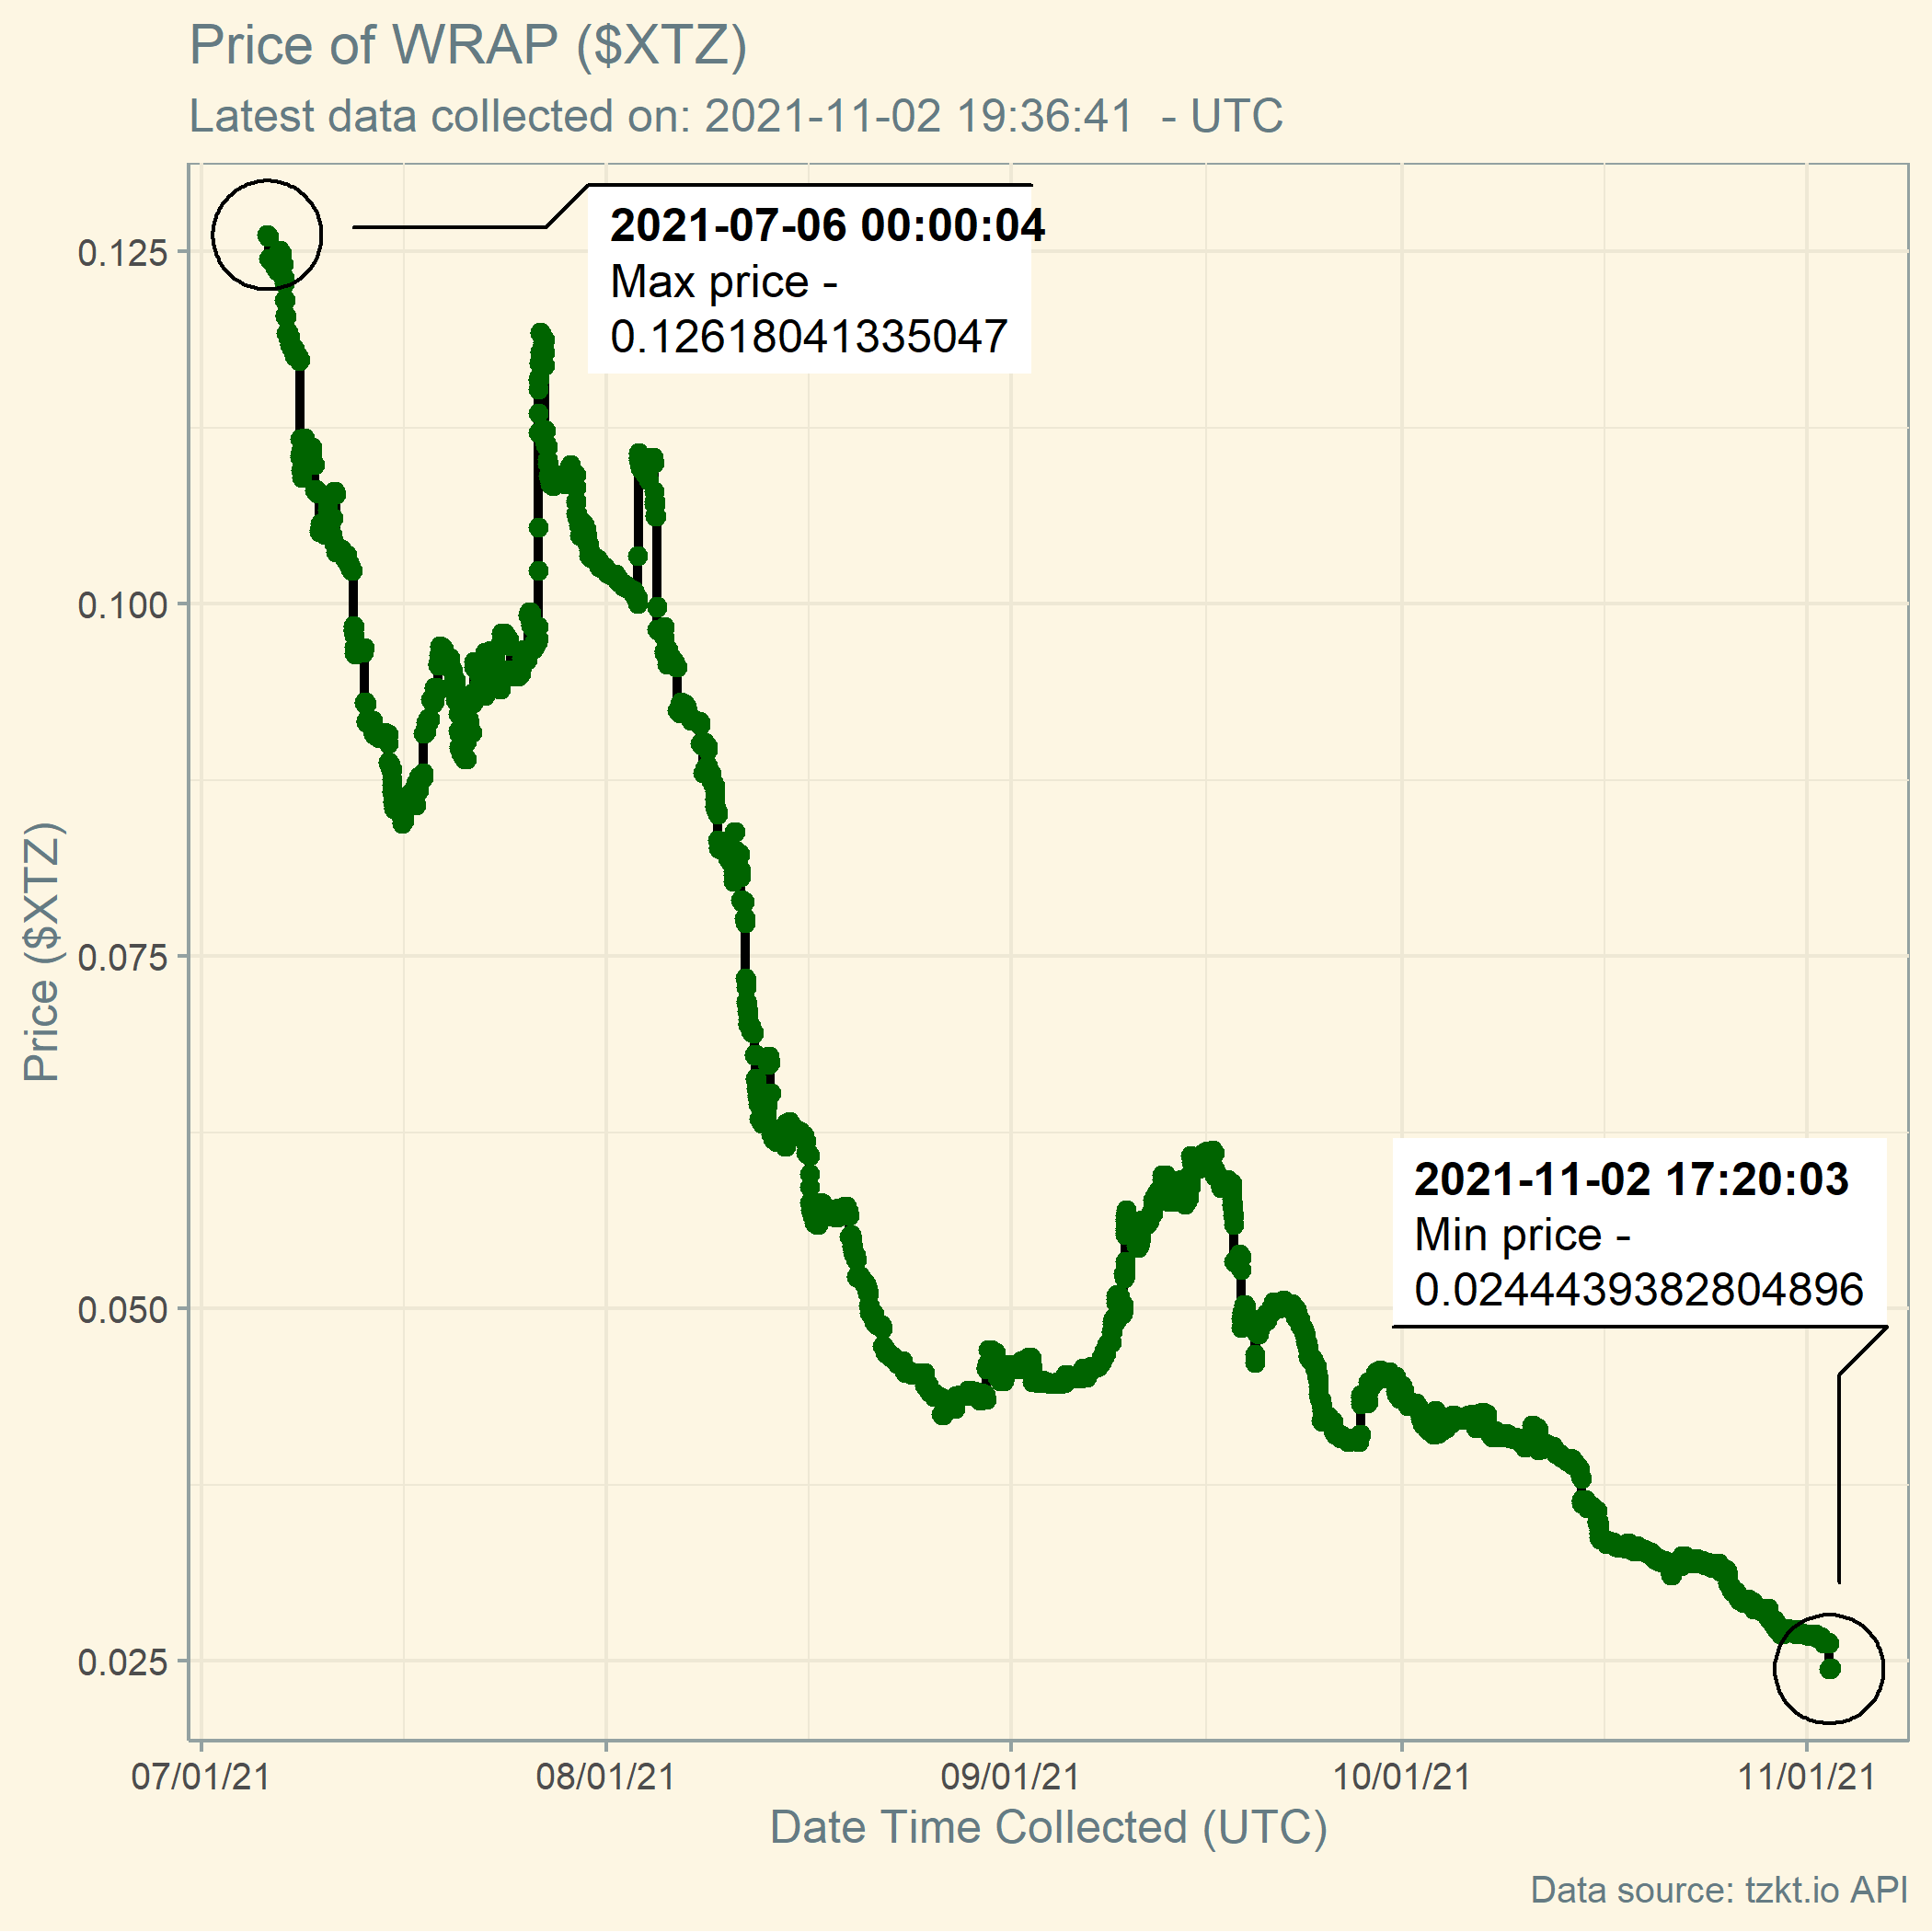 Price of WRAP ($XTZ)
Latest data collected on: 2021-11-02 19:36:41  - UTC
2021-07-06 00:00:04
Max price -
0.12618041335047
0.125
0.100
0.075
0.050
0.025
Price ($XTZ)
2021-11-02 17:20:03
Min price -
0.0244439382804896
07/01/21
08/01/21
09/01/21
10/01/21
11/01/21
Date Time Collected (UTC)
Data source: tzkt.io API